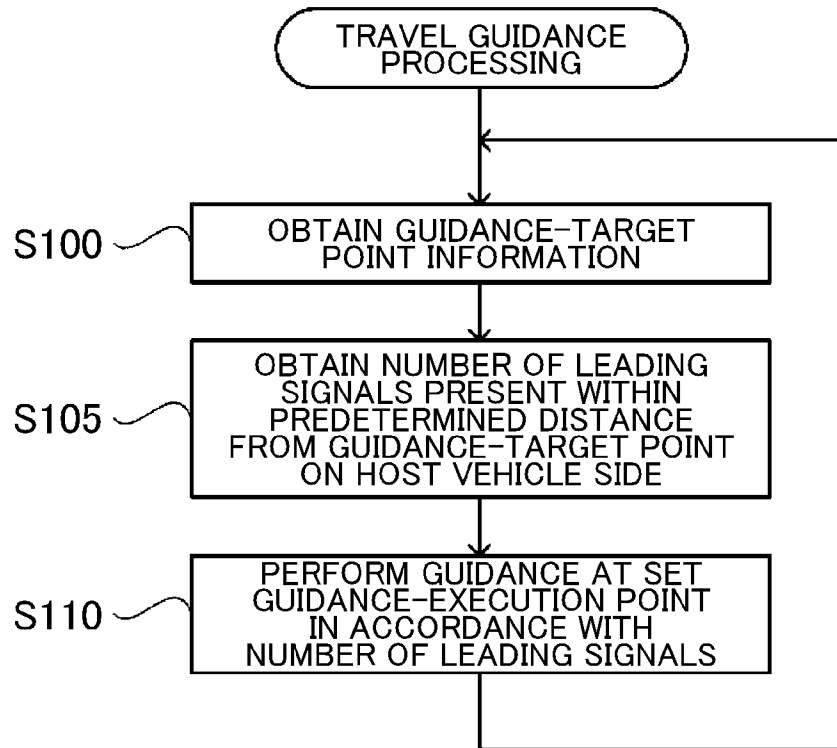 TRAVEL GUIDANCE
PROCESSING
S100
OBTAIN GUIDANCE-TARGET
POINT INFORMATION
S105
OBTAIN NUMBER OF LEADING
SIGNALS PRESENT WITHIN
PREDETERMINED DISTANCE
FROM GUIDANCE-TARGET POINT
ON HOST VEHICLE SIDE
S110
PERFORM GUIDANCE AT SET
GUIDANCE-EXECUTION POINT
IN ACCORDANCE WITH
NUMBER OF LEADING SIGNALS